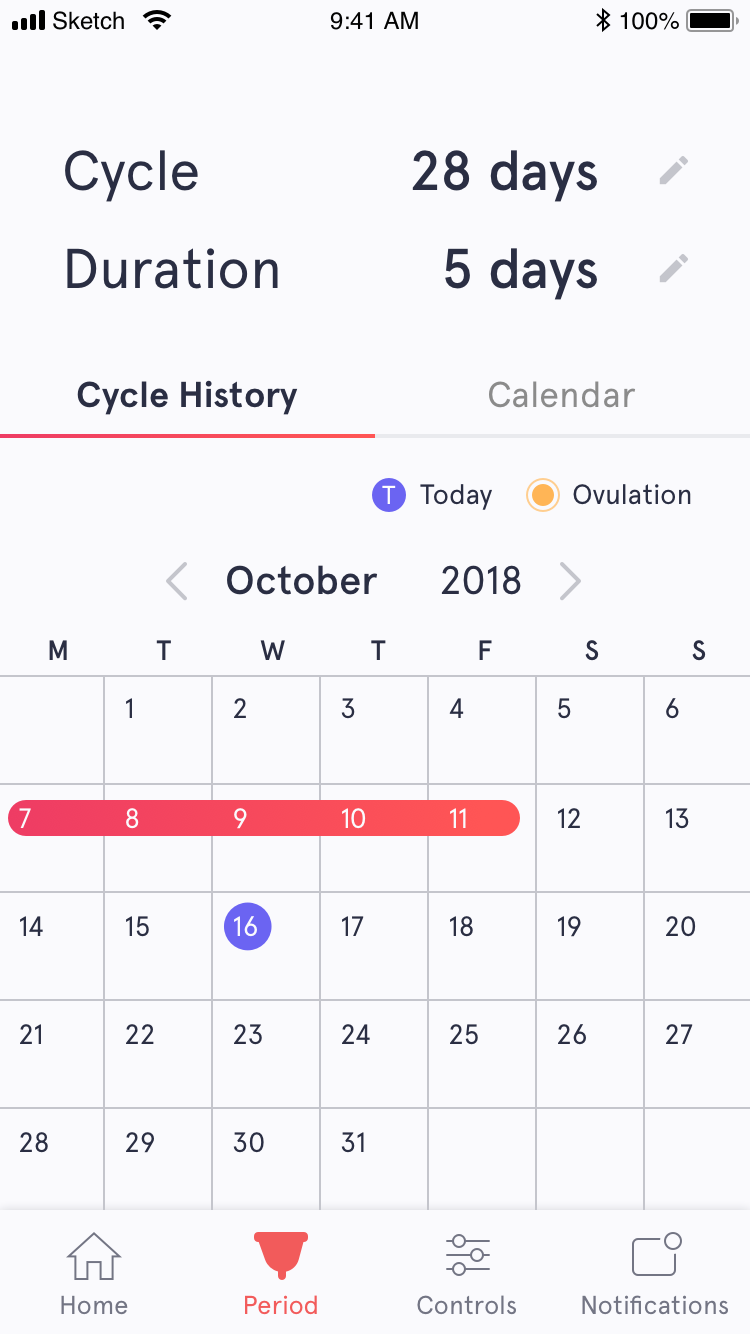 Sketch 9:41 AM 100%
Cycle 28 days
Duration 5 days
Cycle History Calendar
T Today Ovulation
October 2018
M T W T F S S
1 2 3 4 5 6
7 8 9 10 11 12 13
14 15 16 17 18 19 20
21 22 23 24 25 26 27
28 29 30 31
Home Period Controls Notifications